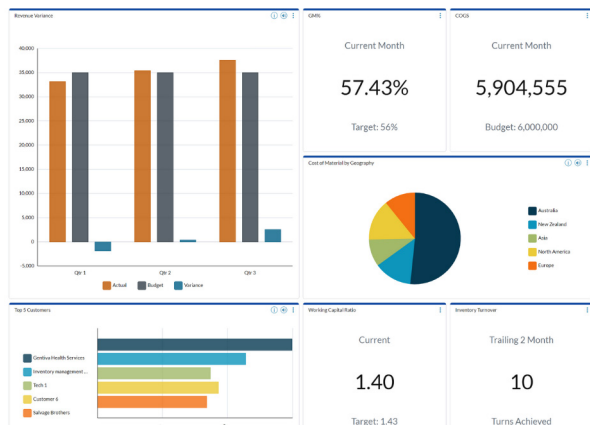 Revenue Variance
40,000
35,000
30,000
25,000
20,000
15,000
10,000
5,000
0
-5,000
Qtr 1
Qtr 2
Qtr 3
Actual
Budget
Variance
GM%
Current Month
57.43%
Target: 56%
COGS
Current Month
5,904,555
Budget: 6,000,000
Cost of Material by Geography
Australia
New Zealand
Asia
North America
Europe
Top 5 Customers
Gentiva Health Services
Inventory management ...
Tech 1
Customer 6
Salvage Brothers
Working Capital Ratio
Current
1.40
Target: 1.43
Inventory Turnover
Trailing 2 Month
10
Turns Achieved